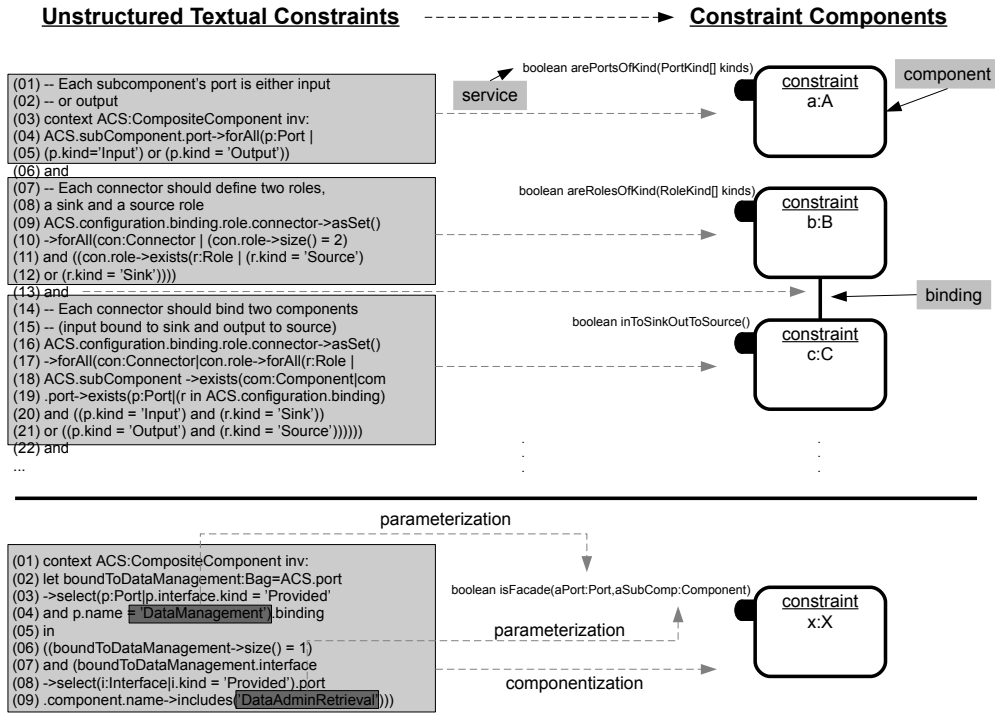 Unstructured Textual Constraints
Constraint Components
boolean arePortsOfKind(PortKind[] kinds)
service
constraint
a:A
component
(01) -- Each subcomponent's port is either input
(02) -- or output
(03) context ACS:CompositeComponent inv:
(04) ACS.subComponent.port->forAll(p:Port |
(05) (p.kind='Input') or (p.kind = 'Output'))
(06) and
(07) -- Each connector should define two roles,
(08) a sink and a source role
(09) ACS.configuration.binding.role.connector->asSet()
(10) ->forAll(con:Connector | (con.role->size() = 2)
(11) and ((con.role->exists(r:Role | (r.kind = 'Source')
(12) or (r.kind = 'Sink'))))
(13) and
boolean areRolesOfKind(RoleKind[] kinds)
constraint
b:B
binding
(14) -- Each connector should bind two components
(15) -- (input bound to sink and output to source)
(16) ACS.configuration.binding.role.connector->asSet()
(17) ->forAll(con:Connector|con.role->forAll(r:Role |
(18) ACS.subComponent ->exists(com:Component|com
(19) .port->exists(p:Port|(r in ACS.configuration.binding)
(20) and ((p.kind = 'Input') and (r.kind = 'Sink'))
(21) or ((p.kind = 'Output') and (r.kind = 'Source'))))))
(22) and
...
boolean inToSinkOutToSource()
constraint
c:C
.
.
.
.
.
.
parameterization
(01) context ACS:CompositeComponent inv:
(02) let boundToDataManagement:Bag=ACS.port
(03) ->select(p:Port|p.interface.kind = 'Provided'
(04) and p.name = 'DataManagement').binding
(05) in
(06) ((boundToDataManagement->size() = 1)
(07) and (boundToDataManagement.interface
(08) ->select(i:Interface|i.kind = 'Provided').port
(09) .component.name->includes('DataAdminRetrieval')))
boolean isFacade(aPort:Port,aSubComp:Component)
parameterization
componentization
constraint
x:X